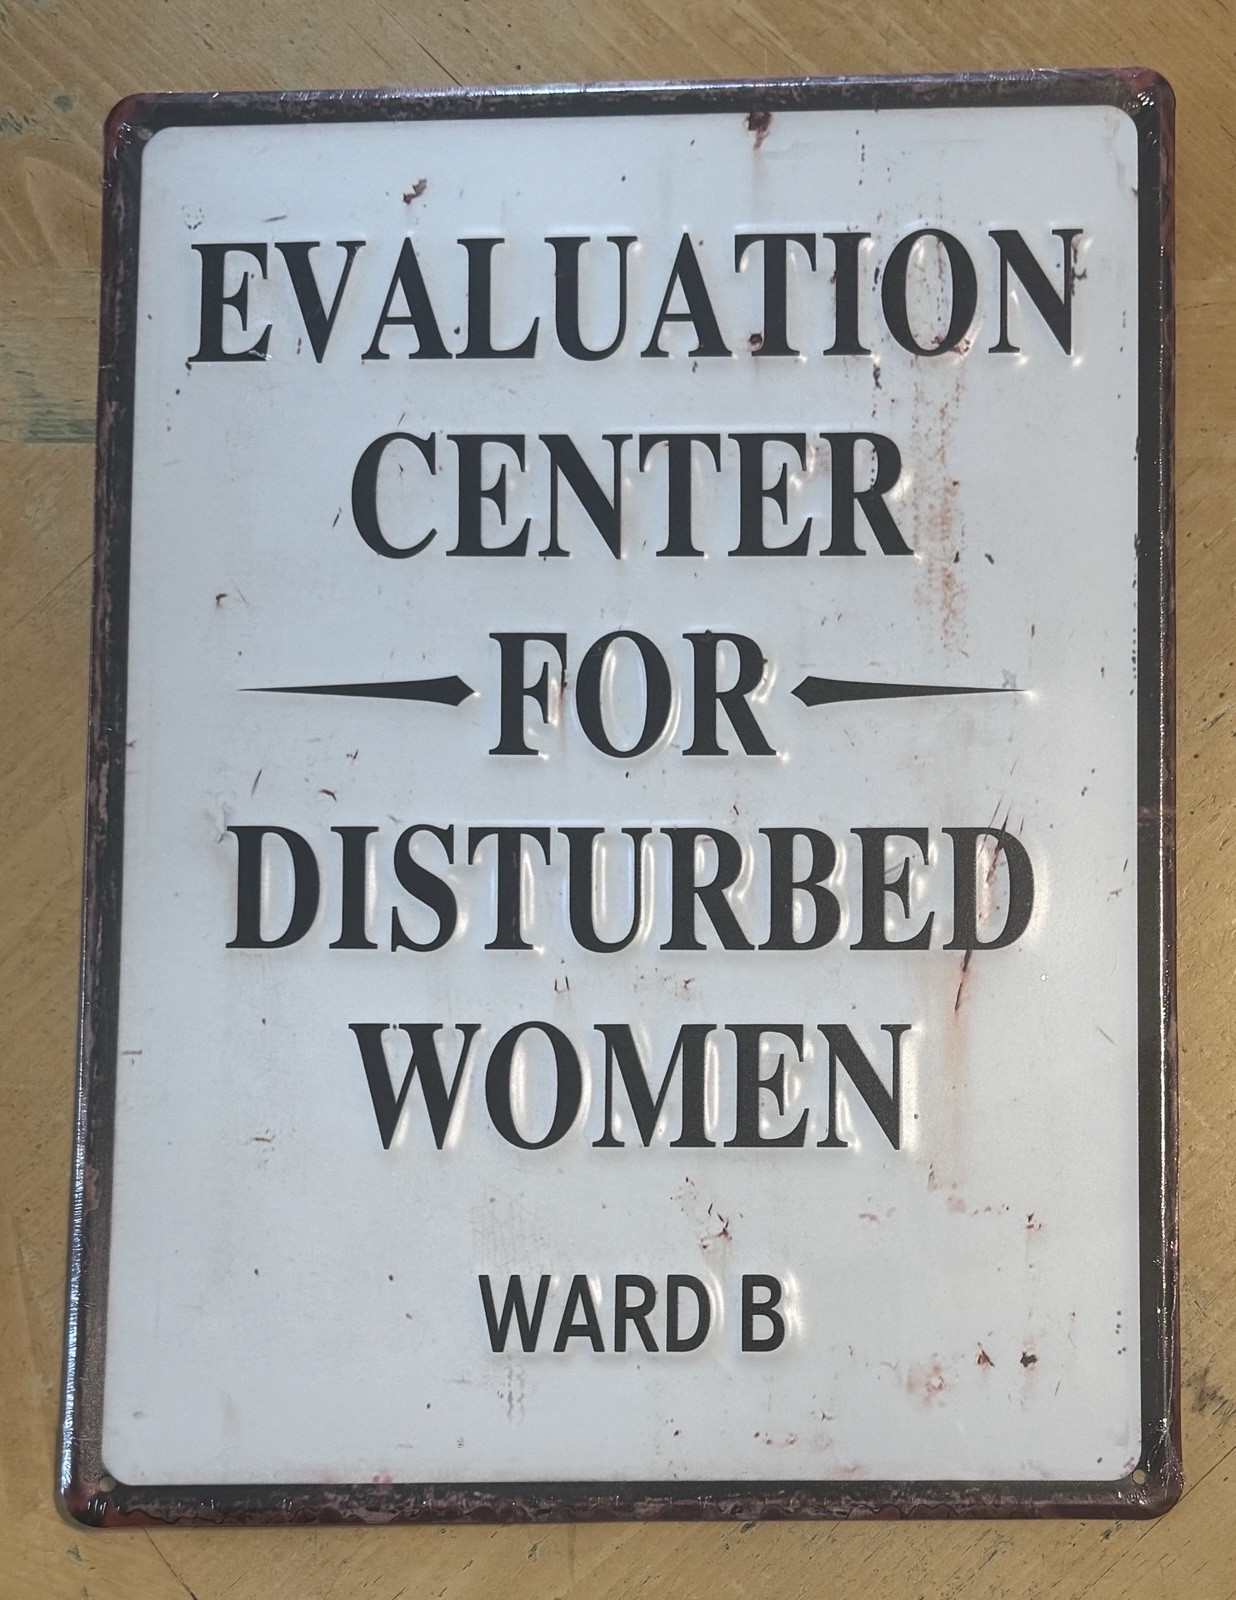 EVALUATION
CENTER
FOR
DISTURBED
WOMEN
WARD B